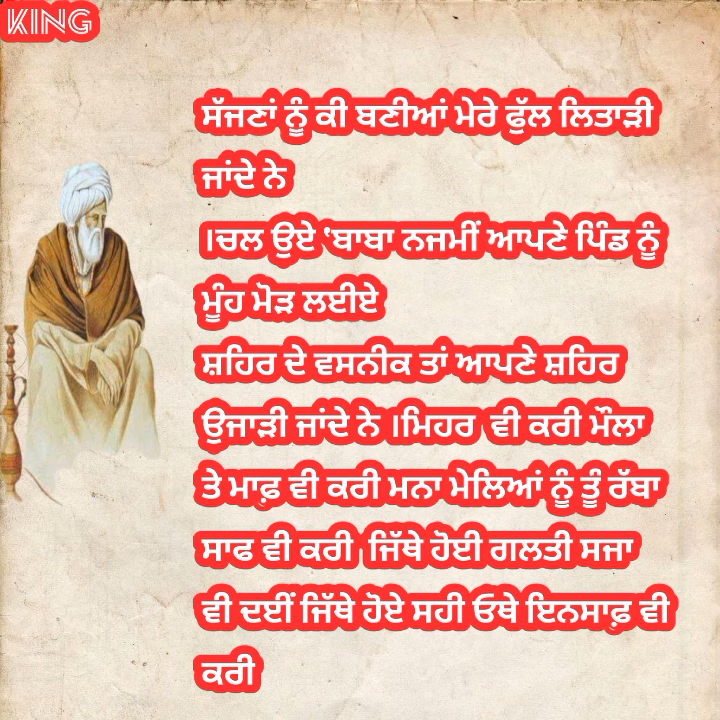 KING
ਸੱਜਣਾਂ ਨੂੰ ਕੀ ਬਣੀਆਂ ਮੇਰੇ ਫੁੱਲ ਲਿਤਾੜੀ
ਜਾਂਦੇ ਨੇ
।ਚਲ ਉਏ ‘ਬਾਬਾ ਨਜਮੀਂ ਆਪਣੇ ਪਿੰਡ ਨੂੰ
ਮੂੰਹ ਮੋੜ ਲਈਏ
ਸ਼ਹਿਰ ਦੇ ਵਸਨੀਕ ਤਾਂ ਆਪਣੇ ਸ਼ਹਿਰ
ਉਜਾੜੀ ਜਾਂਦੇ ਨੇ ।ਮਿਹਰ ਵੀ ਕਰੀ ਮੌਲਾ
ਤੇ ਮਾਫ਼ ਵੀ ਕਰੀ ਮਨਾ ਮੇਲਿਆਂ ਨੂੰ ਤੂੰ ਰੱਬਾ
ਸਾਫ ਵੀ ਕਰੀ ਜਿੱਥੇ ਹੋਈ ਗਲਤੀ ਸਜਾ
ਵੀ ਦਈਂ ਜਿੱਥੇ ਹੋਏ ਸਹੀ ਓਥੇ ਇਨਸਾਫ਼ ਵੀ
ਕਰੀ